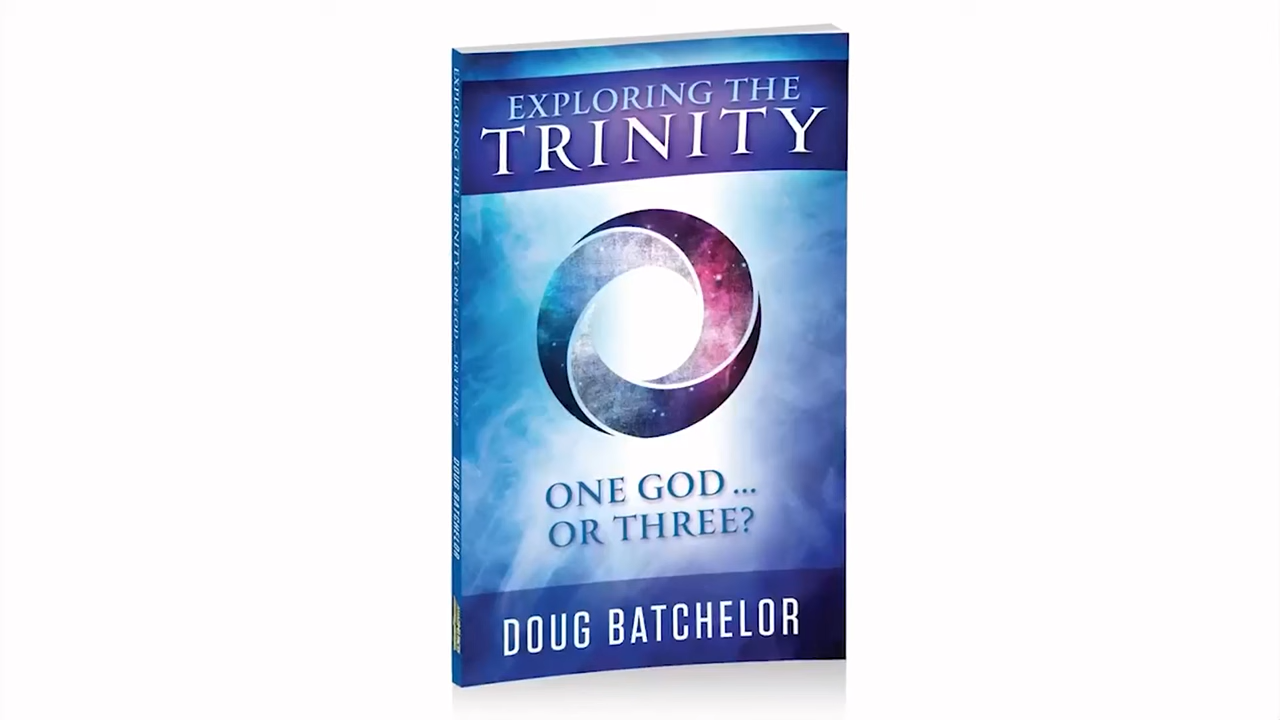 EXPLORING THE
TRINITY
ONE GOD ...
OR THREE?
DOUG BATCHELOR
EXPLORING THE TRINITY: ONE GOD ... OR THREE?
DOUG BATCHELOR